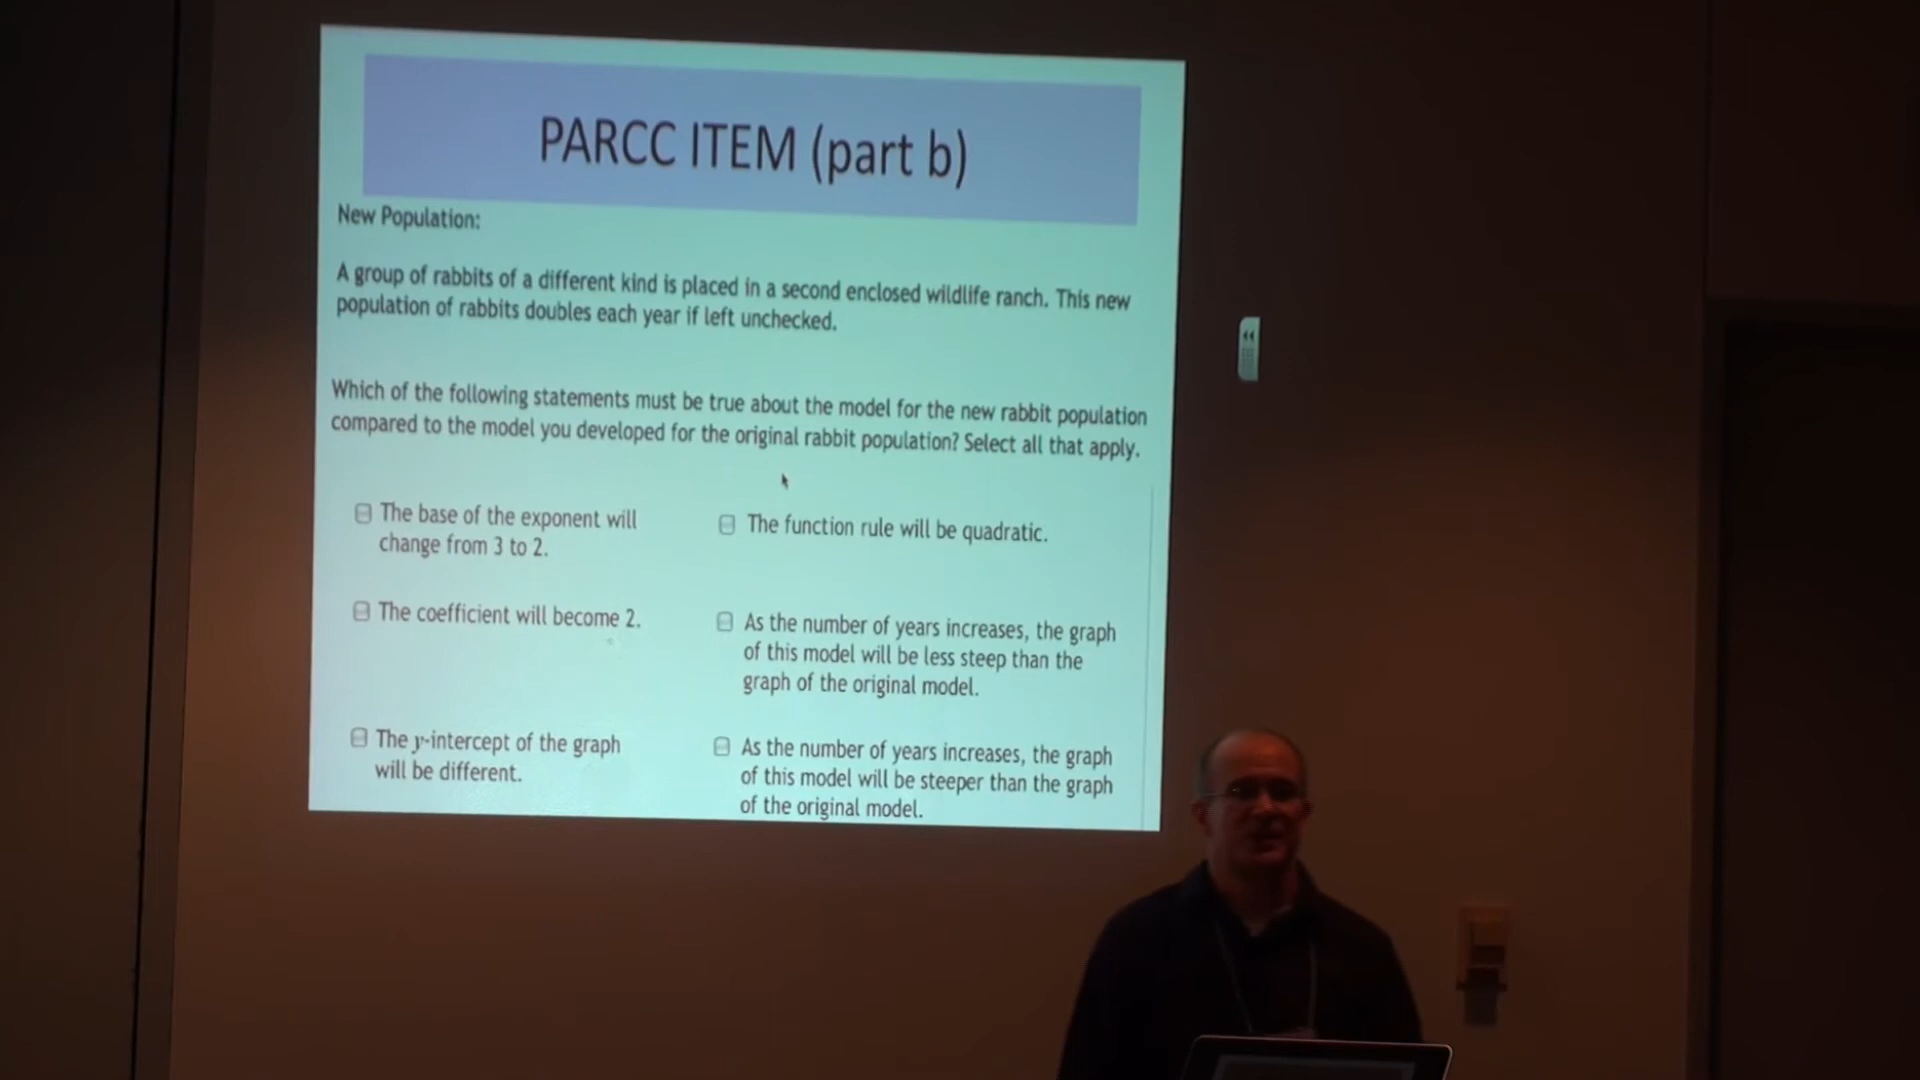 PARCC ITEM (part b)
New Population:
A group of rabbits of a different kind is placed in a second enclosed wildlife ranch. This new
population of rabbits doubles each year if left unchecked.
Which of the following statements must be true about the model for the new rabbit population
compared to the model you developed for the original rabbit population? Select all that apply.
The base of the exponent will
change from 3 to 2.
The function rule will be quadratic.
The coefficient will become 2.
As the number of years increases, the graph
of this model will be less steep than the
graph of the original model.
The y-intercept of the graph
will be different.
As the number of years increases, the graph
of this model will be steeper than the graph
of the original model.